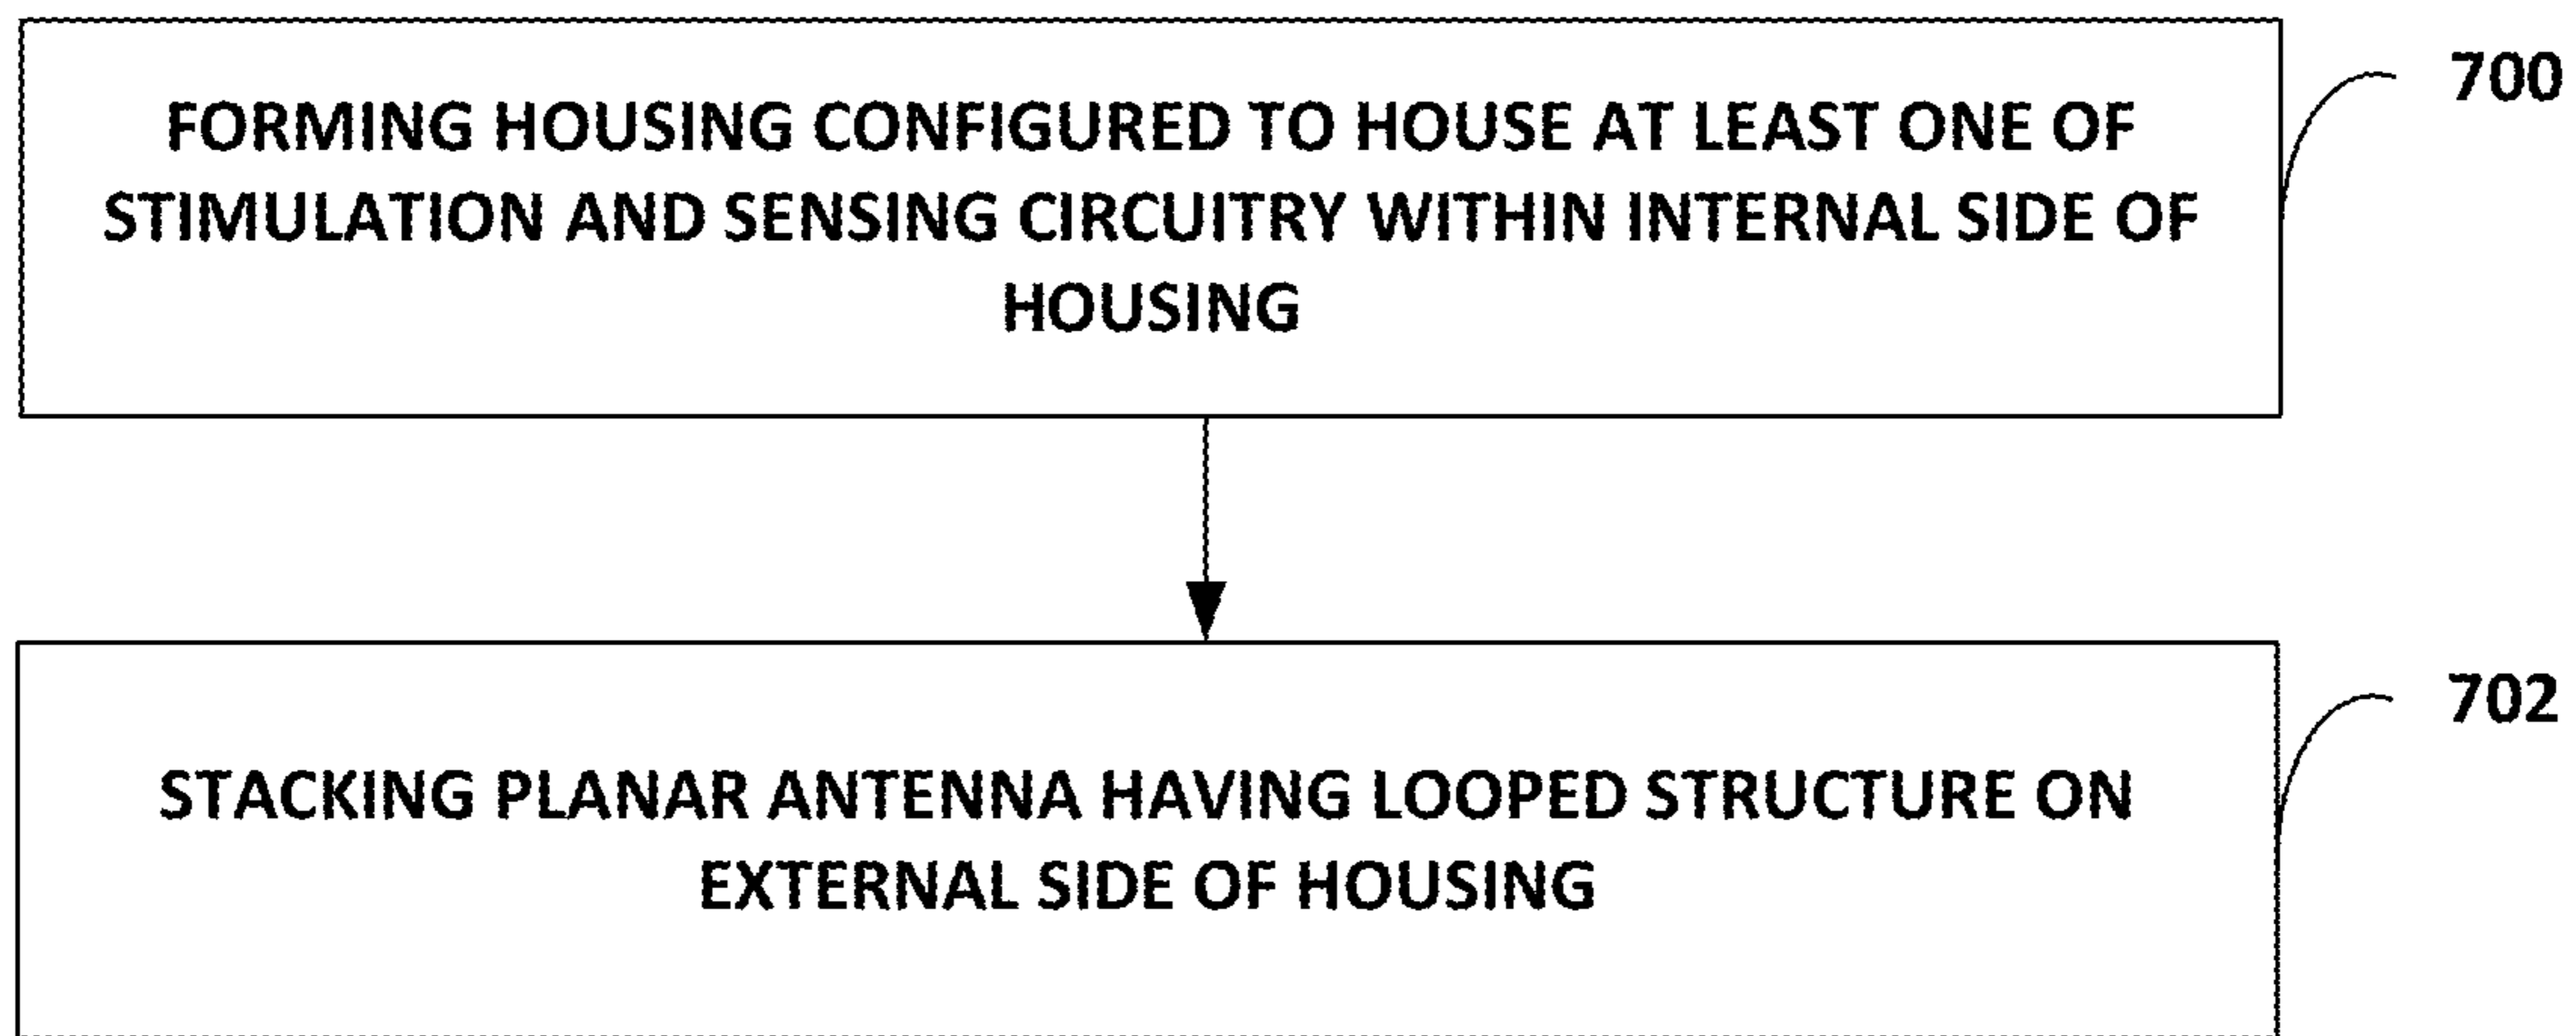 700
FORMING HOUSING CONFIGURED TO HOUSE AT LEAST ONE OF
STIMULATION AND SENSING CIRCUITRY WITHIN INTERNAL SIDE OF
HOUSING
702
STACKING PLANAR ANTENNA HAVING LOOPED STRUCTURE ON
EXTERNAL SIDE OF HOUSING